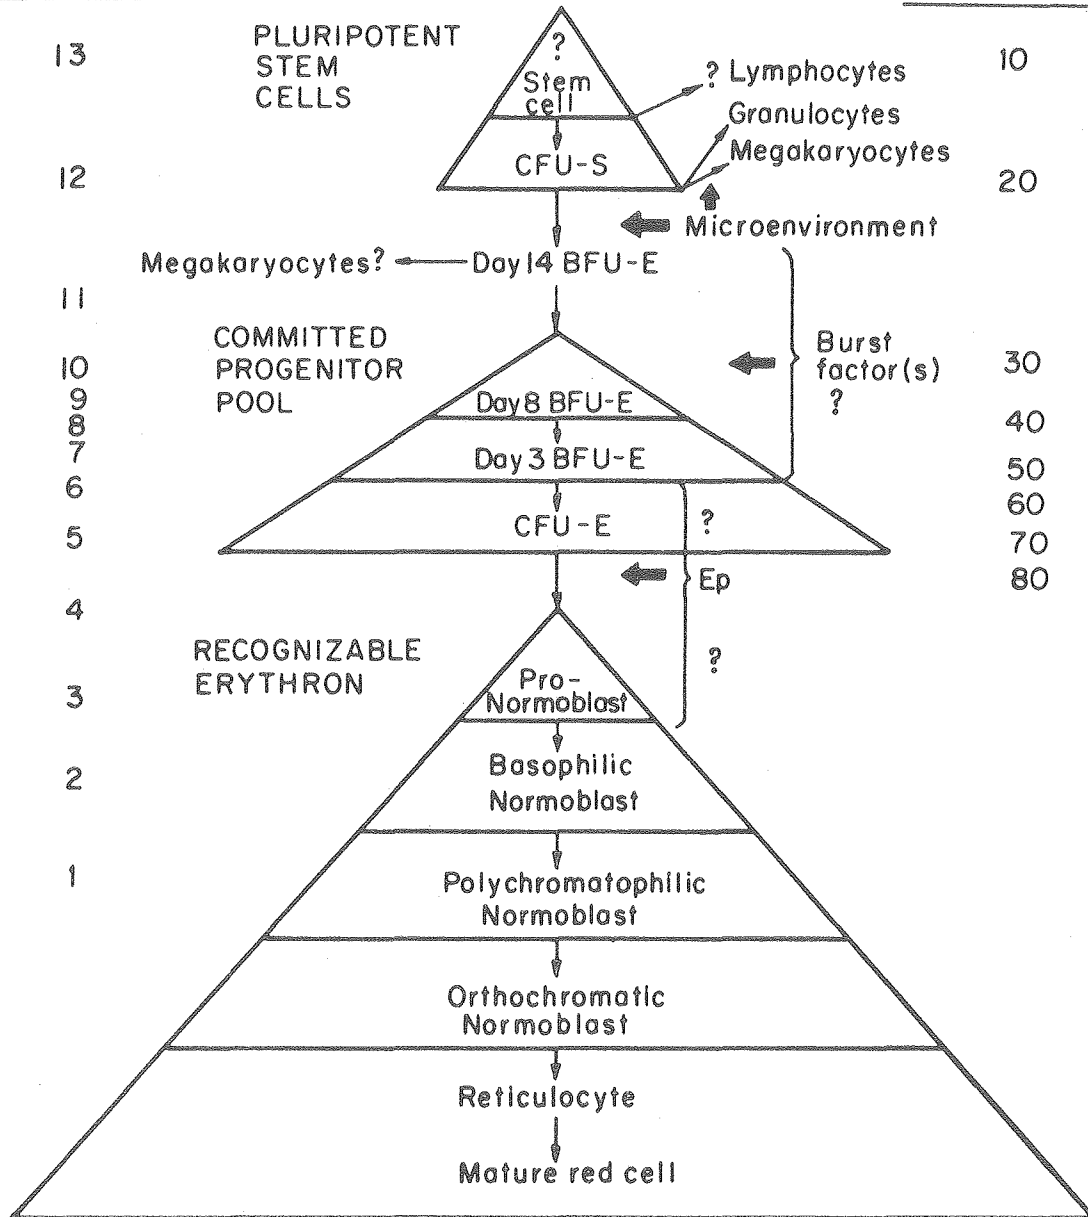 13
PLURIPOTENT
STEM
CELLS
?
Stem
cell
? Lymphocytes
10
Granulocytes
Megakaryocytes
12
CFU-S
20
Microenvironment
Megakaryocytes?
Day 14 BFU-E
11
COMMITTED
PROGENITOR
POOL
Burst
factor(s)
?
10
30
9
Day 8 BFU-E
8
40
7
Day 3 BFU-E
50
6
60
CFU-E
?
5
70
Ep
80
4
RECOGNIZABLE
ERYTHRON
?
3
Pro-
Normoblast
2
Basophilic
Normoblast
1
Polychromatophilic
Normoblast
Orthochromatic
Normoblast
Reticulocyte
Mature red cell